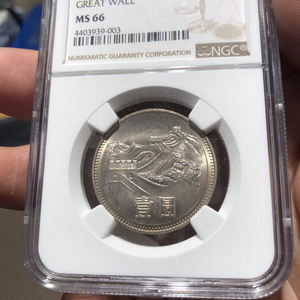 GREAT WALL
MS 66
4403939-003
NUMISMATIC GUARANTY CORPORATION
NGC
壹圆